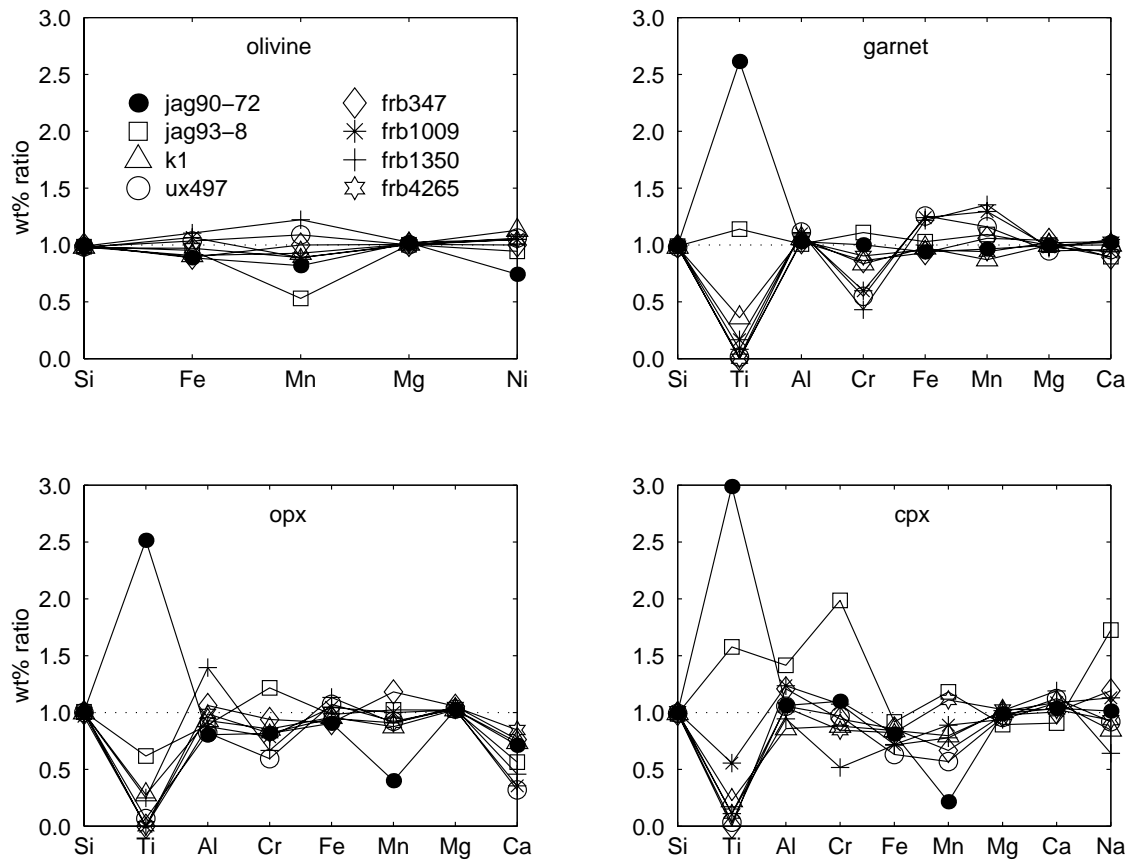 olivine
wt% ratio
3.0
2.5
2.0
1.5
1.0
0.5
0.0
jag90−72
jag93−8
k1
ux497
frb347
frb1009
frb1350
frb4265
Si Fe Mn Mg Ni
garnet
3.0
2.5
2.0
1.5
1.0
0.5
0.0
Si Ti Al Cr Fe Mn Mg Ca
opx
wt% ratio
3.0
2.5
2.0
1.5
1.0
0.5
0.0
Si Ti Al Cr Fe Mn Mg Ca
cpx
3.0
2.5
2.0
1.5
1.0
0.5
0.0
Si Ti Al Cr Fe Mn Mg Ca Na